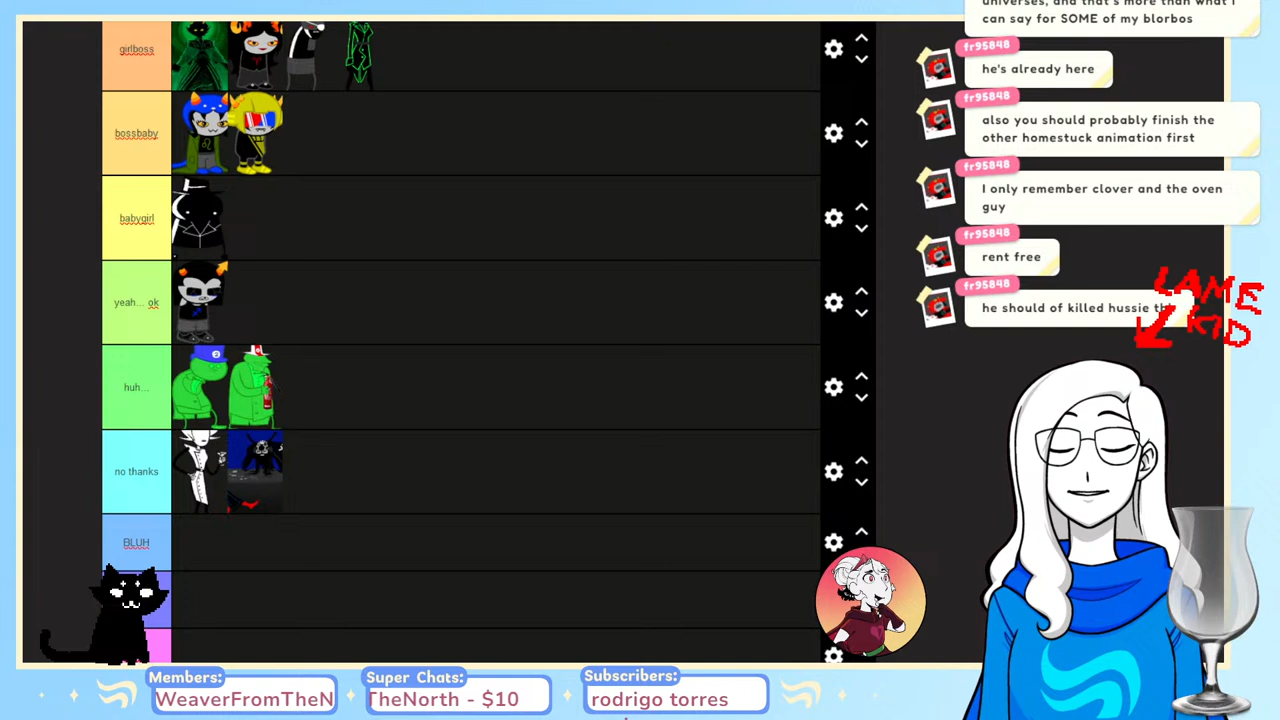 girlboss
bossbaby
babygirl
yeah... ok
huh...
no thanks
BLUH
universes, and that's more than what I
can say for SOME of my blorbos
fr95848
he's already here
fr95848
also you should probably finish the
other homestuck animation first
fr95848
I only remember clover and the oven
guy
fr95848
rent free
fr95848
he should of killed hussie
LAME
KID
Members:
WeaverFromTheN
Super Chats:
TheNorth - $10
Subscribers:
rodrigo torres